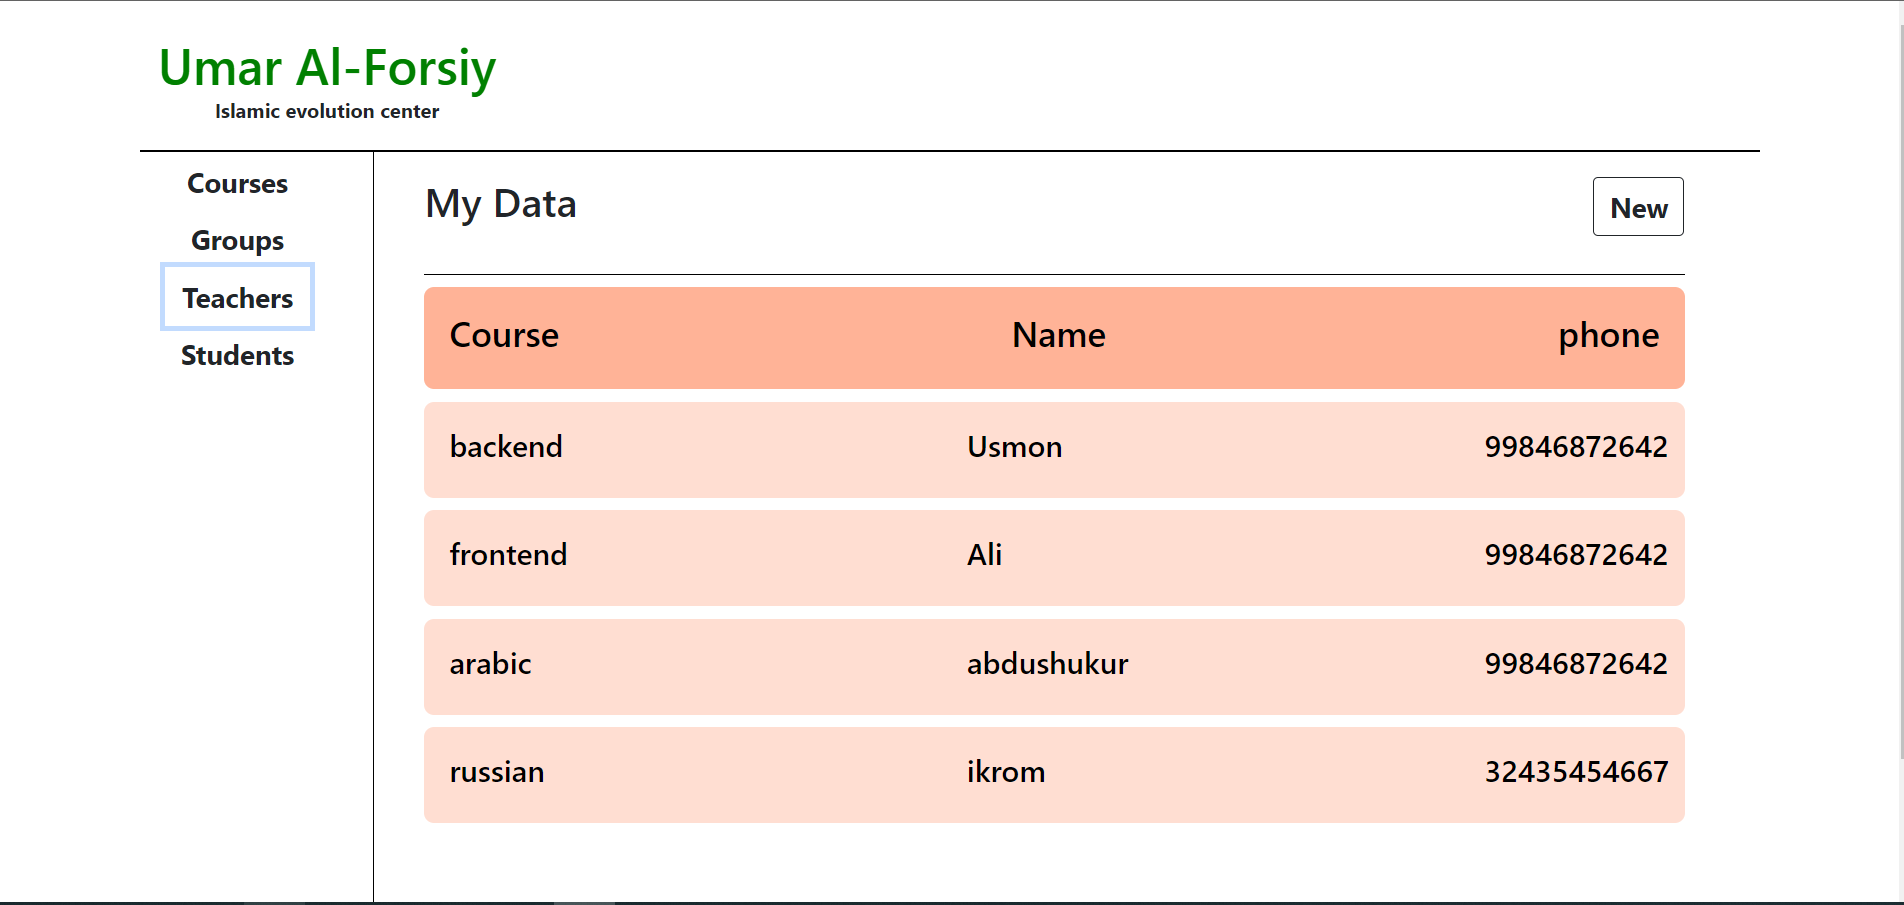 Umar Al-Forsiy
Islamic evolution center
Courses
Groups
Teachers
Students
My Data
New
Course Name phone
backend Usmon 99846872642
frontend Ali 99846872642
arabic abdushukur 99846872642
russian ikrom 32435454667